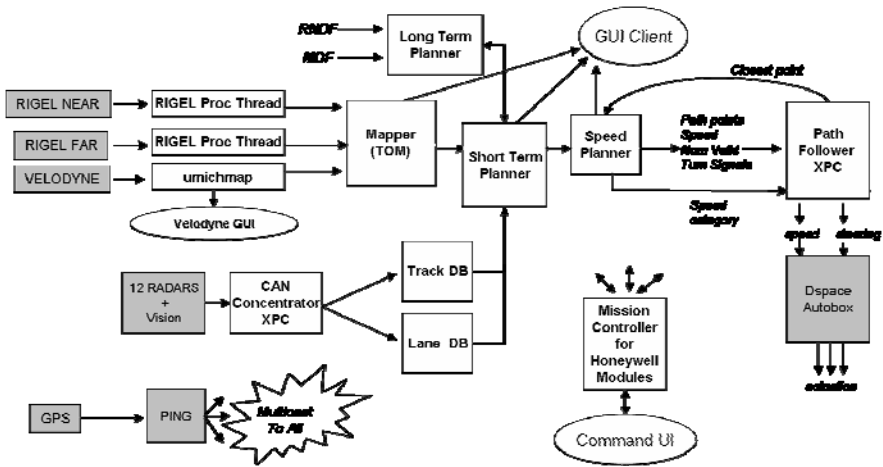 RNDF
MDF
Long Term
Planner
GUI Client
Closest point
RIGEL NEAR
RIGEL Proc Thread
RIGEL FAR
RIGEL Proc Thread
VELODYNE
umichmap
Velodyne GUI
Mapper
(TOM)
Short Term
Planner
Speed
Planner
Path points
Speed
Num Valid
Turn Signals
Path
Follower
XPC
Speed
category
speed
steering
12 RADARS
+
Vision
CAN
Concentrator
XPC
Track DB
Lane DB
Mission
Controller
for
Honeywell
Modules
Dspace
Autobox
actuation
GPS
PING
Multicast
To All
Command UI